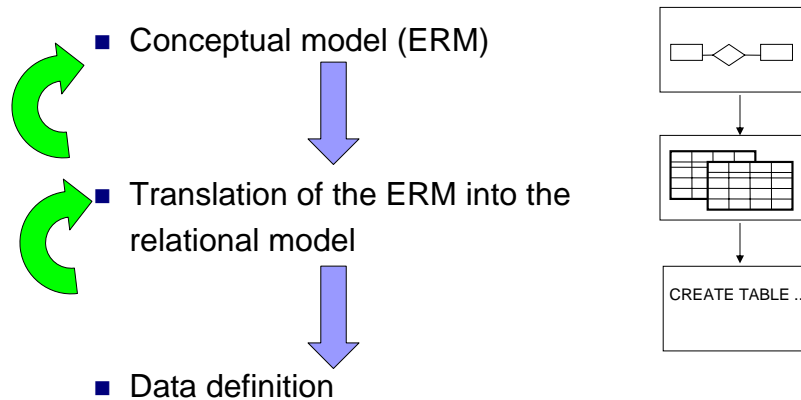 Conceptual model (ERM)
Translation of the ERM into the
relational model
CREATE TABLE ..
Data definition